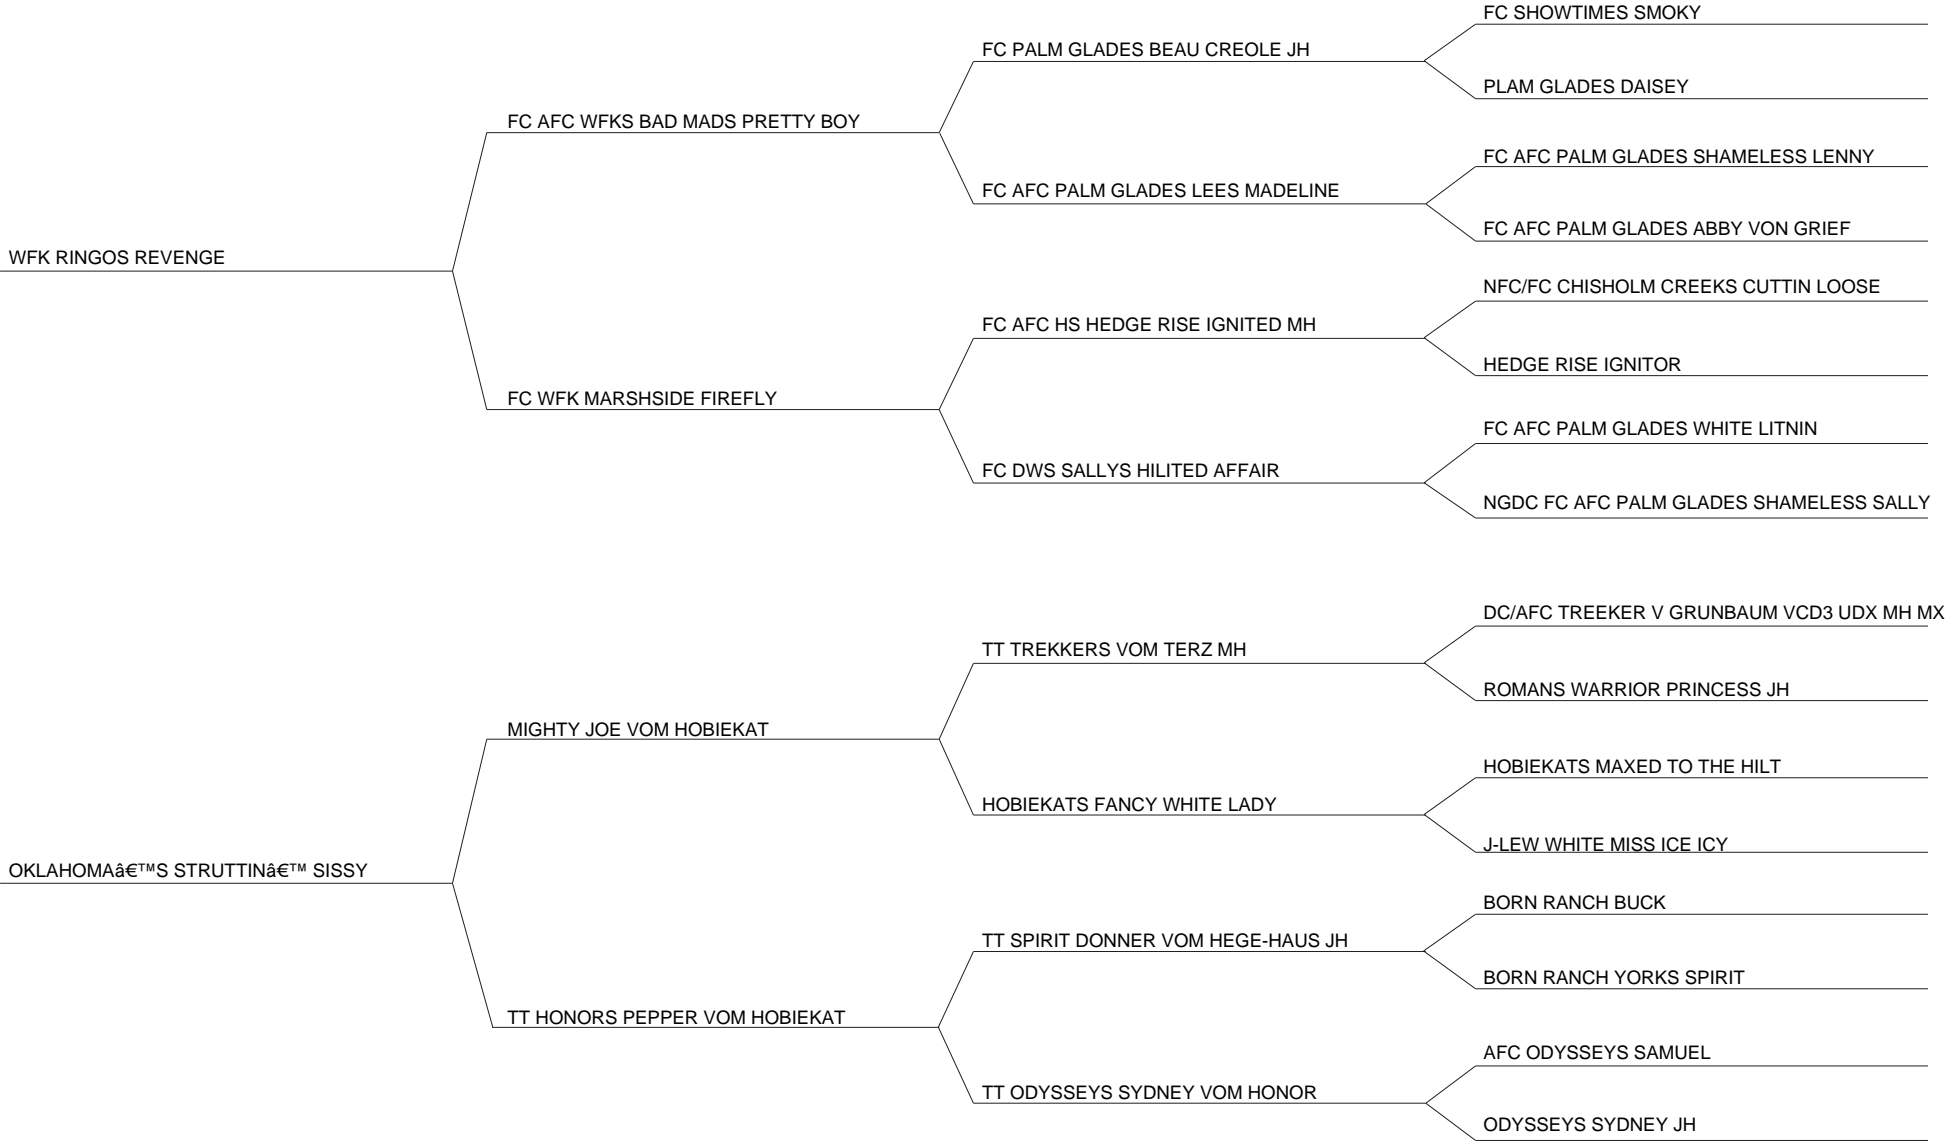 FC SHOWTIMES SMOKY
FC PALM GLADES BEAU CREOLE JH
PLAM GLADES DAISEY
FC AFC WFKS BAD MADS PRETTY BOY
FC AFC PALM GLADES SHAMELESS LENNY
FC AFC PALM GLADES LEES MADELINE
FC AFC PALM GLADES ABBY VON GRIEF
WFK RINGOS REVENGE
NFC/FC CHISHOLM CREEKS CUTTIN LOOSE
FC AFC HS HEDGE RISE IGNITED MH
HEDGE RISE IGNITOR
FC WFK MARSHSIDE FIREFLY
FC AFC PALM GLADES WHITE LITNIN
FC DWS SALLYS HILITED AFFAIR
NGDC FC AFC PALM GLADES SHAMELESS SALLY
DC/AFC TREEKER V GRUNBAUM VCD3 UDX MH MX
TT TREKKERS VOM TERZ MH
ROMANS WARRIOR PRINCESS JH
MIGHTY JOE VOM HOBIEKAT
HOBIEKATS MAXED TO THE HILT
HOBIEKATS FANCY WHITE LADY
J-LEW WHITE MISS ICE ICY
OKLAHOMAâ€™S STRUTTINâ€™ SISSY
BORN RANCH BUCK
TT SPIRIT DONNER VOM HEGE-HAUS JH
BORN RANCH YORKS SPIRIT
TT HONORS PEPPER VOM HOBIEKAT
AFC ODYSSEYS SAMUEL
TT ODYSSEYS SYDNEY VOM HONOR
ODYSSEYS SYDNEY JH